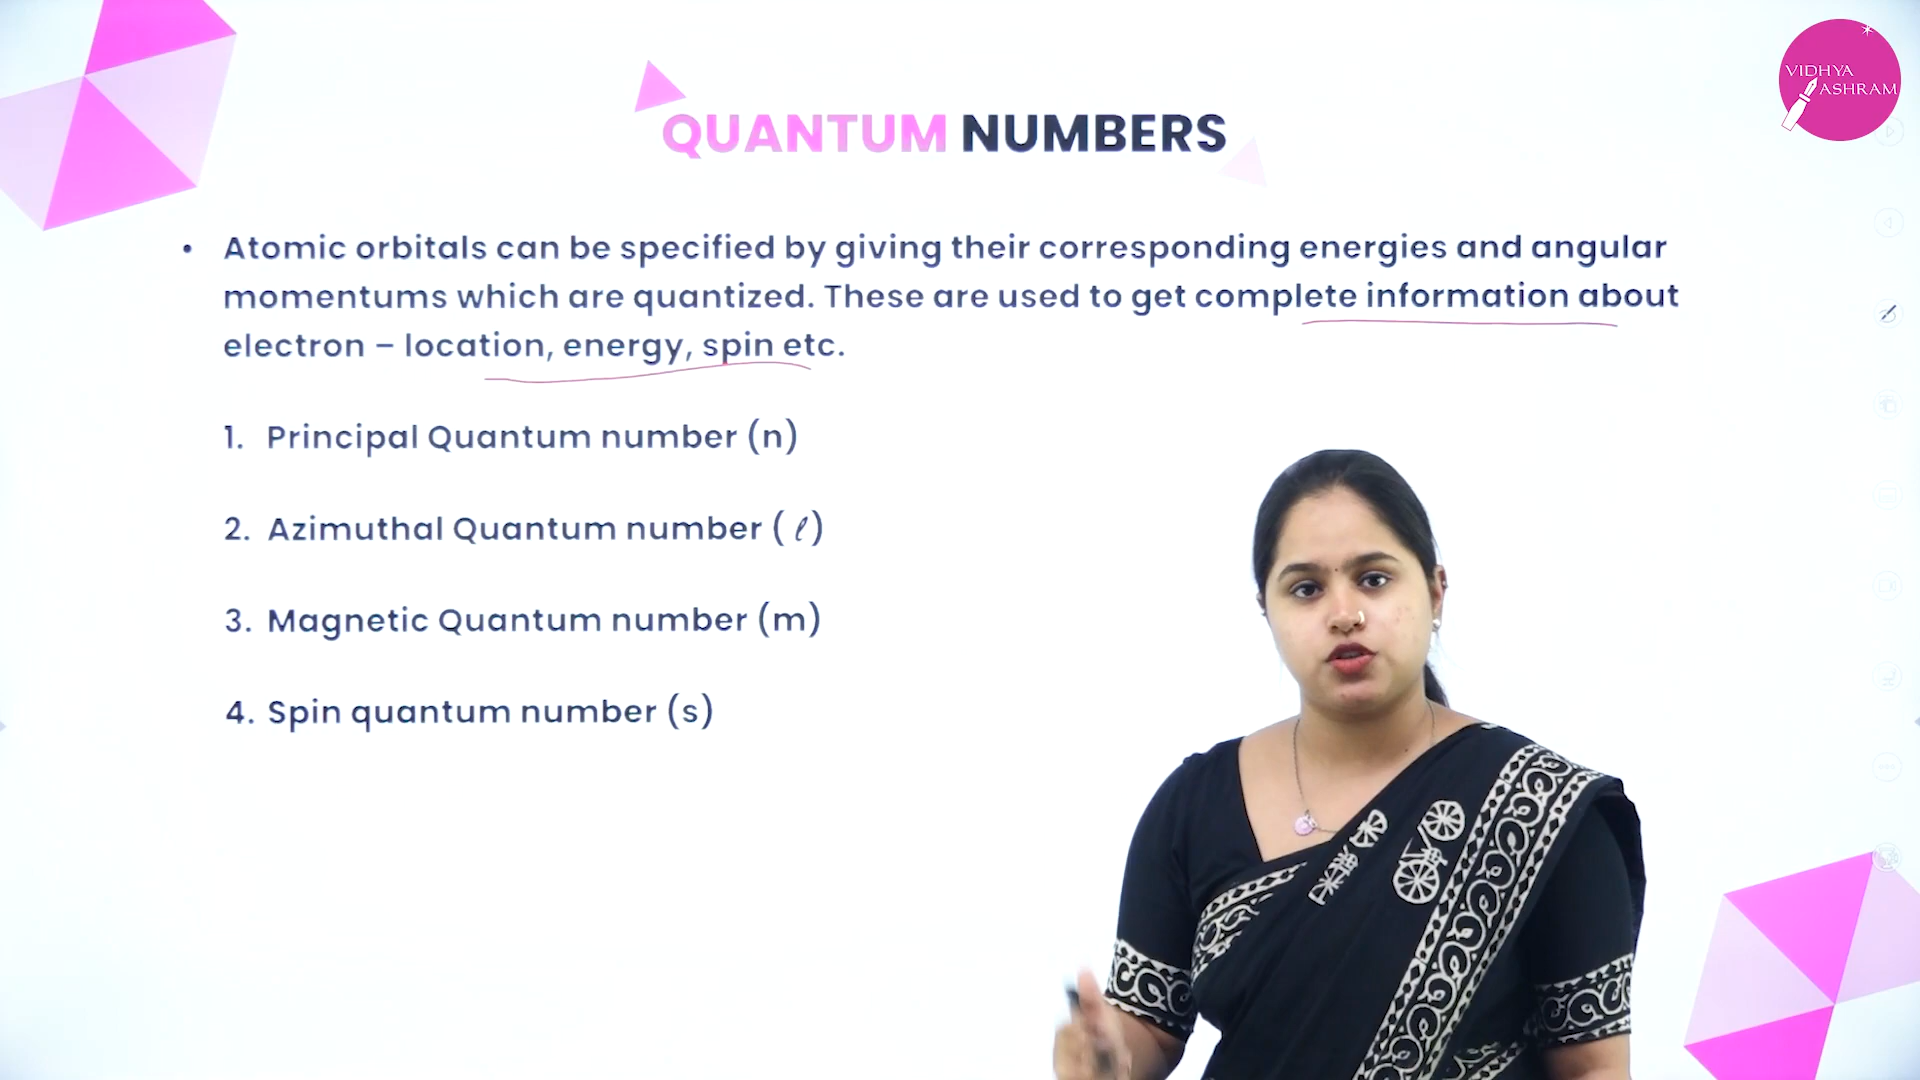 VIDHYA
ASHRAM
QUANTUM NUMBERS
• Atomic orbitals can be specified by giving their corresponding energies and angular
momentums which are quantized. These are used to get complete information about
electron – location, energy, spin etc.
1. Principal Quantum number (n)
2. Azimuthal Quantum number ( ℓ)
3. Magnetic Quantum number (m)
4. Spin quantum number (s)